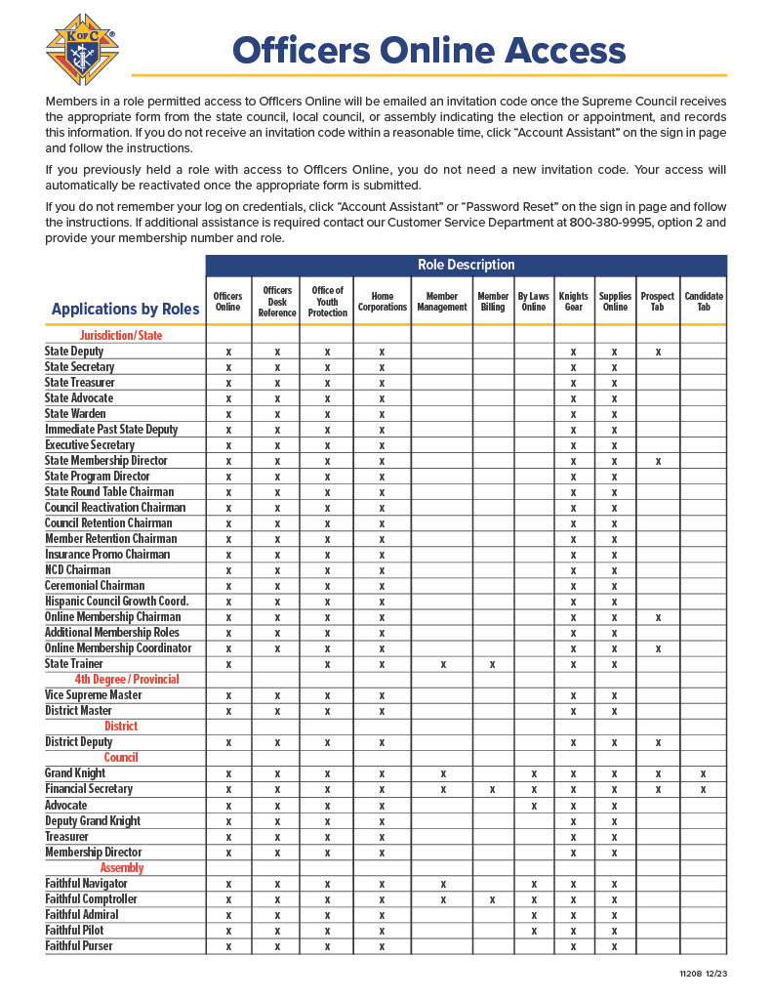 K OF C ®
Officers Online Access
Members in a role permitted access to Officers Online will be emailed an invitation code once the Supreme Council receives
the appropriate form from the state council, local council, or assembly indicating the election or appointment, and records
this information. If you do not receive an invitation code within a reasonable time, click “Account Assistant” on the sign in page
and follow the instructions.
If you previously held a role with access to Officers Online, you do not need a new invitation code. Your access will
automatically be reactivated once the appropriate form is submitted.
If you do not remember your log on credentials, click “Account Assistant” or “Password Reset” on the sign in page and follow
the instructions. If additional assistance is required contact our Customer Service Department at 800-380-9995, option 2 and
provide your membership number and role.
Role Description
Applications by Roles
Officers
Online
Officers
Desk
Reference
Office of
Youth
Protection
Home
Corporations
Member
Management
Member
Billing
By Laws
Online
Knights
Gear
Supplies
Online
Prospect
Tab
Candidate
Tab
Jurisdiction/ State
State Deputy x x x x x x x
State Secretary x x x x x x
State Treasurer x x x x x x
State Advocate x x x x x x
State Warden x x x x x x
Immediate Past State Deputy x x x x x x
Executive Secretary x x x x x x
State Membership Director x x x x x x x
State Program Director x x x x x x
State Round Table Chairman x x x x x x
Council Reactivation Chairman x x x x x x
Council Retention Chairman x x x x x x
Member Retention Chairman x x x x x x
Insurance Promo Chairman x x x x x x
NCD Chairman x x x x x x
Ceremonial Chairman x x x x x x
Hispanic Council Growth Coord. x x x x x x
Online Membership Chairman x x x x x x x
Additional Membership Roles x x x x x x
Online Membership Coordinator x x x x x x x
State Trainer x x x x x x x
4th Degree / Provincial
Vice Supreme Master x x x x x x
District Master x x x x x x
District
District Deputy x x x x x x x
Council
Grand Knight x x x x x x x x x x
Financial Secretary x x x x x x x x x x x
Advocate x x x x x x x
Deputy Grand Knight x x x x x x
Treasurer x x x x x x
Membership Director x x x x x x
Assembly
Faithful Navigator x x x x x x x x
Faithful Comptroller x x x x x x x x x
Faithful Admiral x x x x x x x
Faithful Pilot x x x x x x x
Faithful Purser x x x x x x
11208 12/23